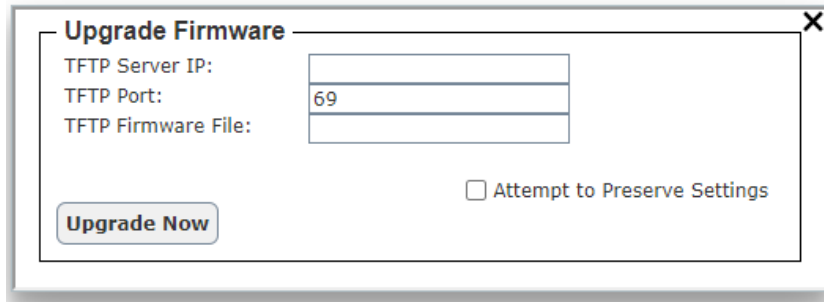 Upgrade Firmware
TFTP Server IP:
TFTP Port: 69
TFTP Firmware File:
Attempt to Preserve Settings
Upgrade Now